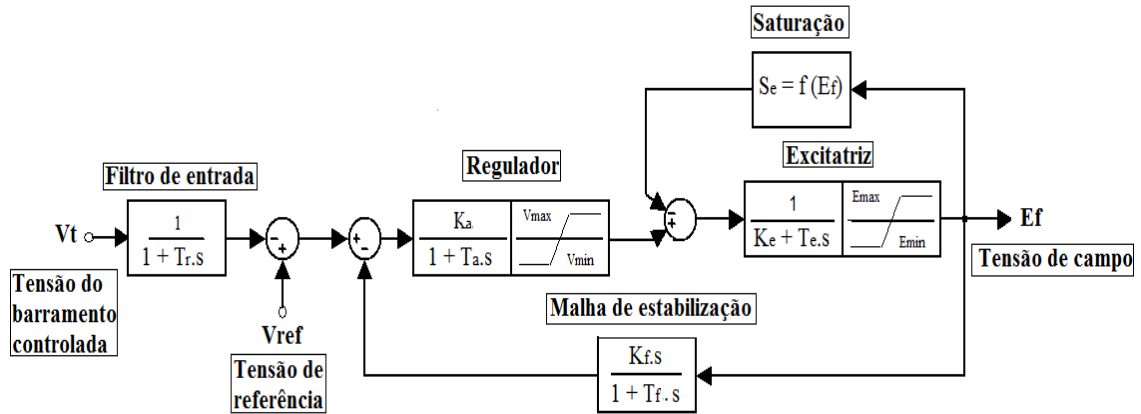 Saturação
Se = f (Ef)
Filtro de entrada
Regulador
Excitatriz
Vt
1
1 + Tr.s
-
+
+
-
Ka
1 + Ta.s
Vmax
Vmin
-
+
1
Ke + Te.s
Emax
Emin
Ef
Tensão de campo
Tensão do
barramento
controlada
Vref
Tensão de
referência
Malha de estabilização
Kf.s
1 + Tf . s